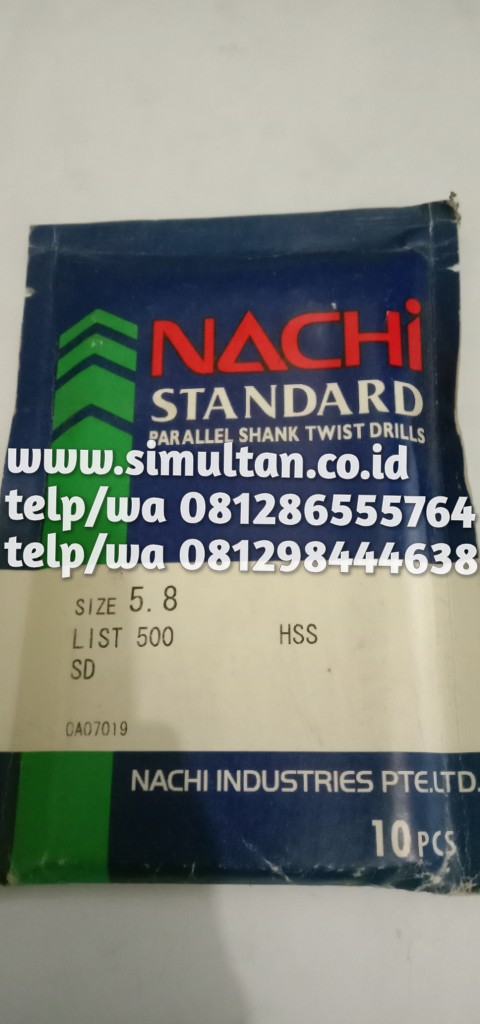 NACHi
STANDARD
PARALLEL SHANK TWIST DRILLS
www.simultan.co.id
telp/wa 081286555764
telp/wa 081298444638
SIZE 5.8
LIST 500 HSS
SD
0A07019
NACHI INDUSTRIES PTE.LTD.
10 PCS